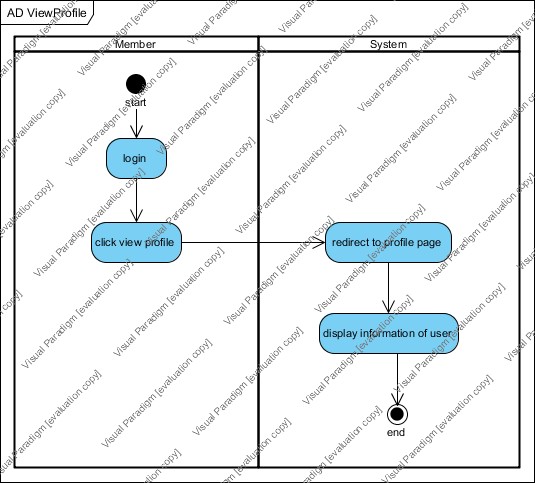 AD ViewProfile
Member
System
start
login
click view profile
redirect to profile page
display information of user
end
Visual Paradigm [evaluation copy]